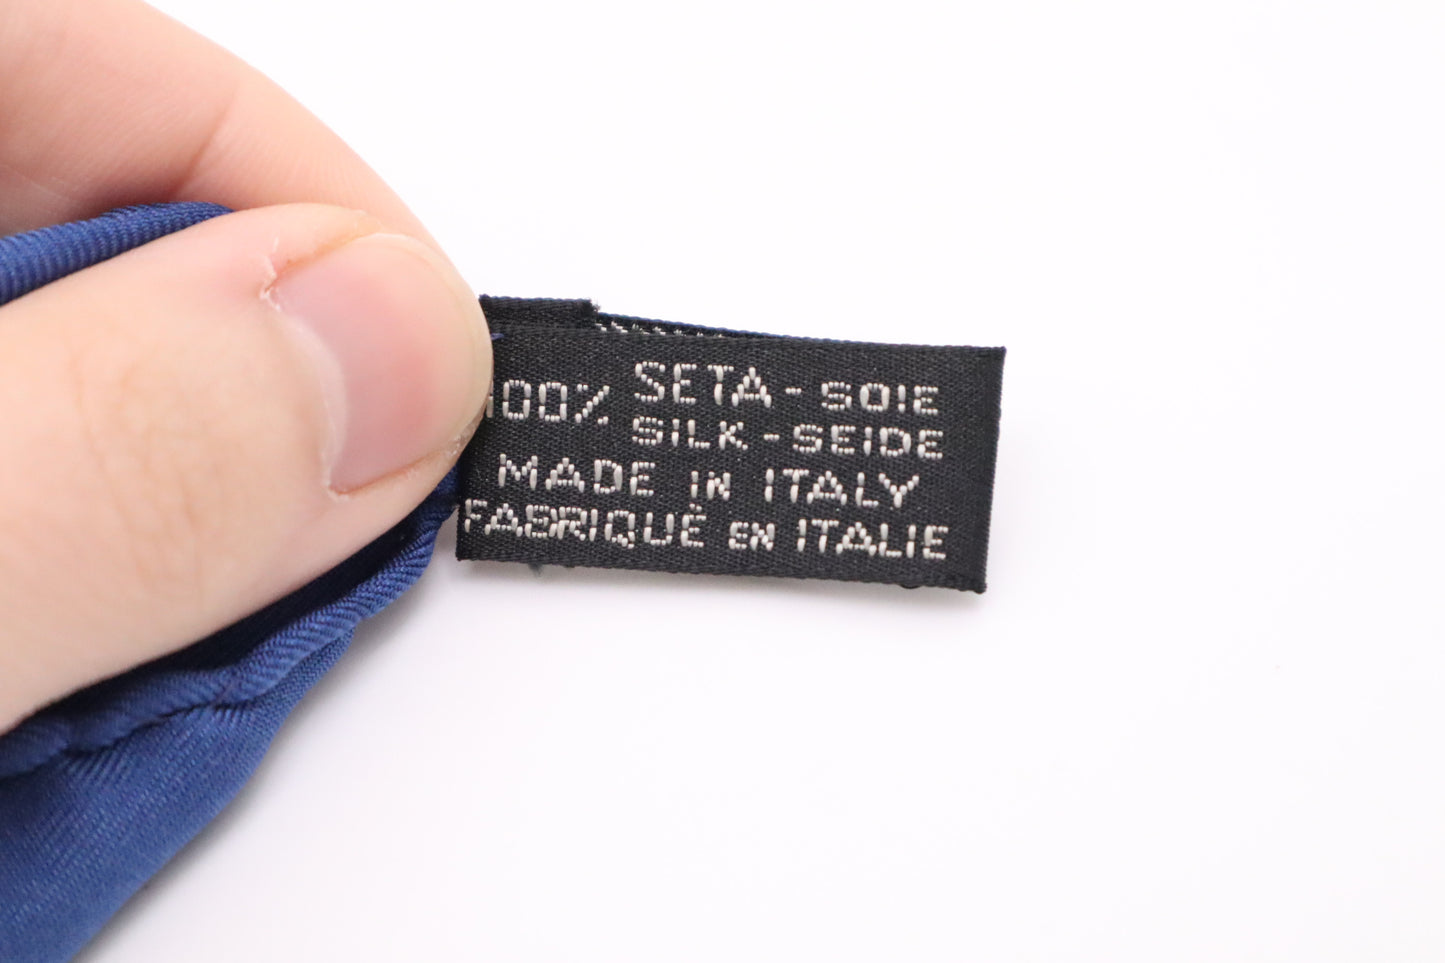 100% SETA - SOIE
SILK - SEIDE
MADE IN ITALY
FABRIQUÉ EN ITALIE